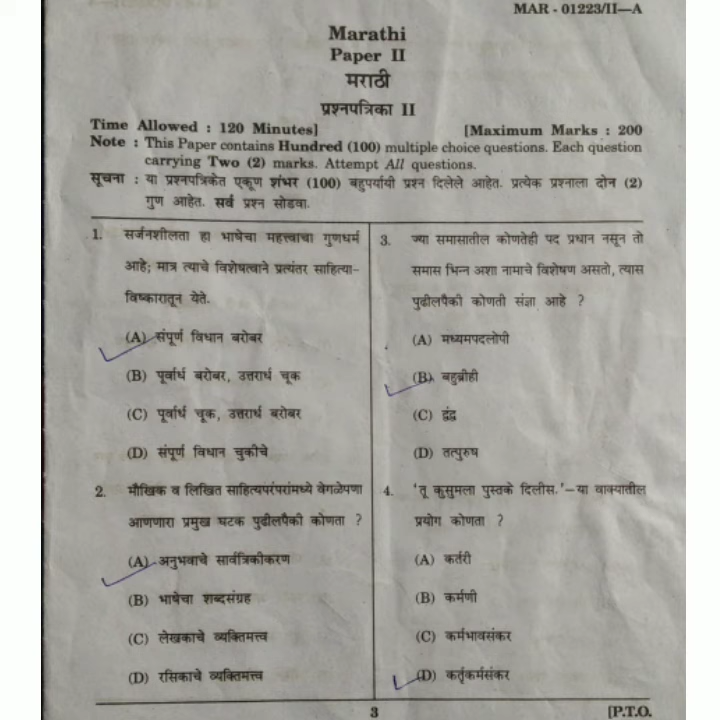 MAR - 01223/II—A
Marathi
Paper II
मराठी
प्रश्नपत्रिका II
Time Allowed : 120 Minutes] [Maximum Marks : 200
Note : This Paper contains Hundred (100) multiple choice questions. Each question
carrying Two (2) marks. Attempt All questions.
सूचना : या प्रश्नपत्रिकेत एकूण शंभर (100) बहुपर्यायी प्रश्न दिलेले आहेत. प्रत्येक प्रश्नाला दोन (2)
गुण आहेत. सर्व प्रश्न सोडवा.
1. सर्जनशीलता हा भाषेचा महत्त्वाचा गुणधर्म
आहे; मात्र त्याचे विशेषत्वाने प्रत्यंतर साहित्या-
विष्कारातून येते.
(A) संपूर्ण विधान बरोबर
(B) पूर्वार्ध बरोबर, उत्तरार्ध चूक
(C) पूर्वार्ध चूक, उत्तरार्ध बरोबर
(D) संपूर्ण विधान चुकीचे
2. मौखिक व लिखित साहित्यपरंपरांमध्ये वेगळेपणा
आणणारा प्रमुख घटक पुढीलपैकी कोणता ?
(A) अनुभवाचे सार्वत्रिकीकरण
(B) भाषेचा शब्दसंग्रह
(C) लेखकाचे व्यक्तिमत्त्व
(D) रसिकाचे व्यक्तिमत्त्व
3. ज्या समासातील कोणतेही पद प्रधान नसून तो
समास भिन्न अशा नामाचे विशेषण असतो, त्यास
पुढीलपैकी कोणती संज्ञा आहे ?
(A) मध्यमपदलोपी
(B) बहुव्रीही
(C) द्वंद्व
(D) तत्पुरुष
4. 'तू कुसुमला पुस्तके दिलीस.'—या वाक्यातील
प्रयोग कोणता ?
(A) कर्तरी
(B) कर्मणी
(C) कर्मभावसंकर
(D) कर्तृकर्मसंकर
3
[P.T.O.